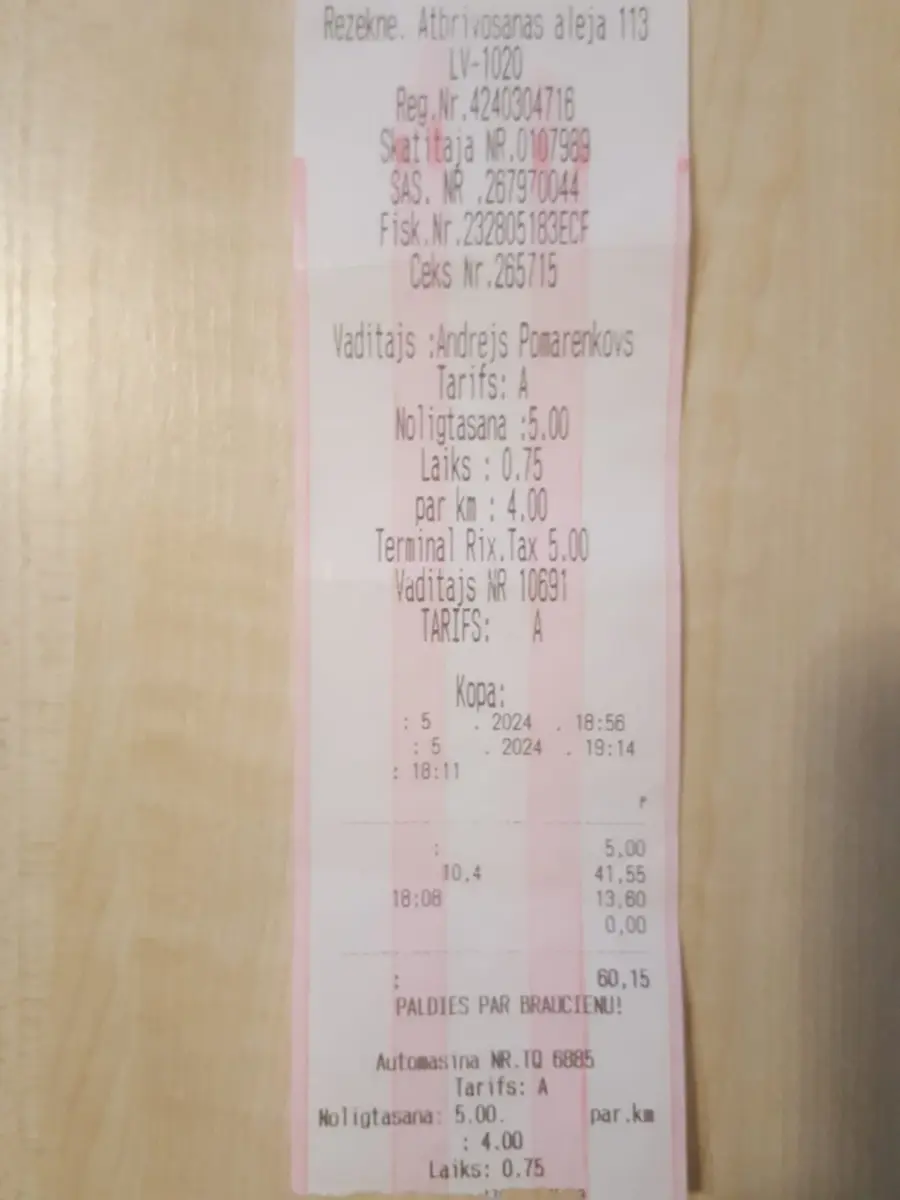 Rezekne. Atbrivosanas aleja 113
LV-1020
Reg.Nr.4240304716
Skatitaja NR.0107989
SAS. NR .267970044
Fisk.Nr.232805183ECF
Ceks Nr.265715
Vaditajs :Andrejs Pomarenkovs
Tarifs: A
Noligtasana :5.00
Laiks : 0.75
par km : 4.00
Terminal Rix.Tax 5.00
Vaditajs NR 10691
TARIFS: A
Kopa:
: 5 . 2024 . 18:56
: 5 . 2024 . 19:14
: 18:11
r
: 5,00
10,4 41,55
18:08 13,60
0,00
: 60,15
PALDIES PAR BRAUCIENU!
Automasina NR.TQ 6885
Tarifs: A
Noligtasana: 5.00. par.km
: 4.00
Laiks: 0.75